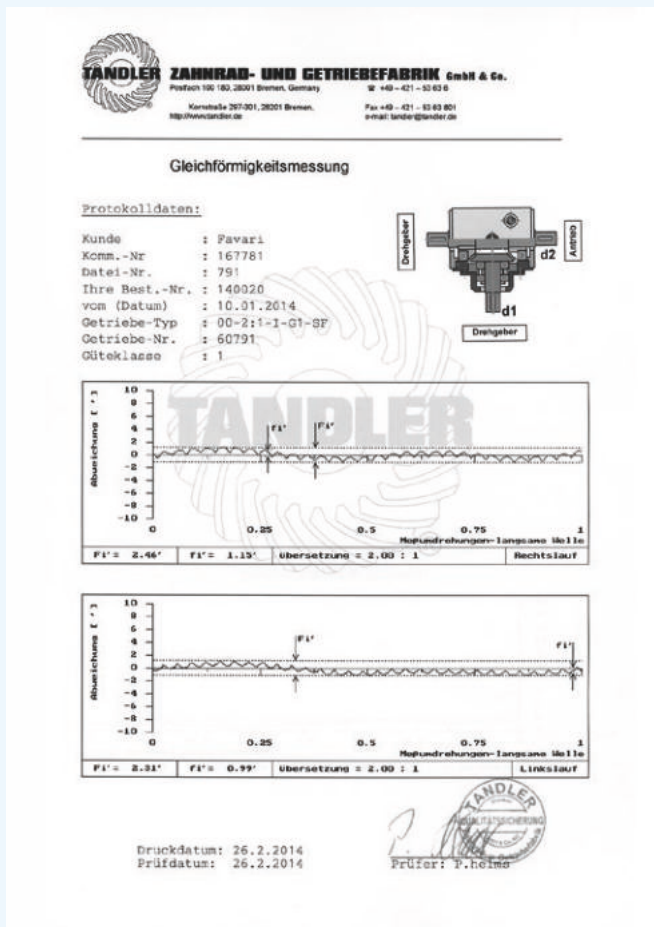 TANDLER ZAHNRAD- UND GETRIEBEFABRIK GmbH & Co.
Postfach 100 180, 28001 Bremen, Germany ☎ +49 – 421 – 53 63 6
Kornstraße 297-301, 28201 Bremen. Fax +49 – 421 – 53 63 801
http://www.tandler.de e-mail: tandler@tandler.de
Gleichförmigkeitsmessung
Protokolldaten:
Kunde : Favari
Komm.-Nr : 167781
Datei-Nr. : 791
Ihre Best.-Nr. : 140020
vom (Datum) : 10.01.2014
Getriebe-Typ : 00-2:1-I-G1-SF
Getriebe-Nr. : 60791
Güteklasse : 1
Drehgeber
d2
Antrieb
d1
Drehgeber
TANDLER
Abweichung [ ' ]
10
8
6
4
2
0
-2
-4
-6
-8
-10
fi'
Fi'
0 0.25 0.5 0.75 1
Meßumdrehungen-langsame Welle
Fi'= 2.46' fi'= 1.15' Übersetzung = 2.00 : 1 Rechtslauf
Abweichung [ ' ]
10
8
6
4
2
0
-2
-4
-6
-8
-10
Fi'
fi'
0 0.25 0.5 0.75 1
Meßumdrehungen-langsame Welle
Fi'= 2.31' fi'= 0.99' Übersetzung = 2.00 : 1 Linkslauf
TANDLER
QUALITÄTSSICHERUNG
Druckdatum: 26.2.2014
Prüfdatum: 26.2.2014
Prüfer: P.helms